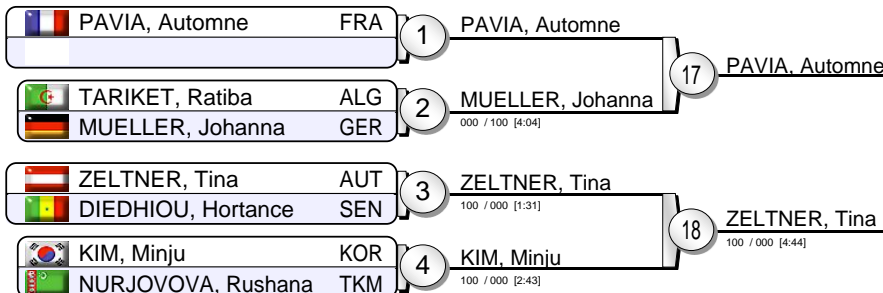 PAVIA, Automne FRA
1
PAVIA, Automne
17
PAVIA, Automne
TARIKET, Ratiba ALG
MUELLER, Johanna GER
2
MUELLER, Johanna
000 / 100 [4:04]
ZELTNER, Tina AUT
DIEDHIOU, Hortance SEN
3
ZELTNER, Tina
100 / 000 [1:31]
18
ZELTNER, Tina
100 / 000 [4:44]
KIM, Minju KOR
NURJOVOVA, Rushana TKM
4
KIM, Minju
100 / 000 [2:43]